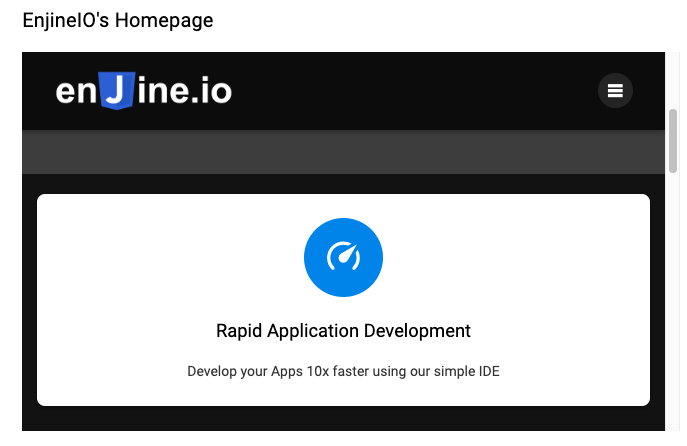 EnjineIO's Homepage
enJine.io
Rapid Application Development
Develop your Apps 10x faster using our simple IDE